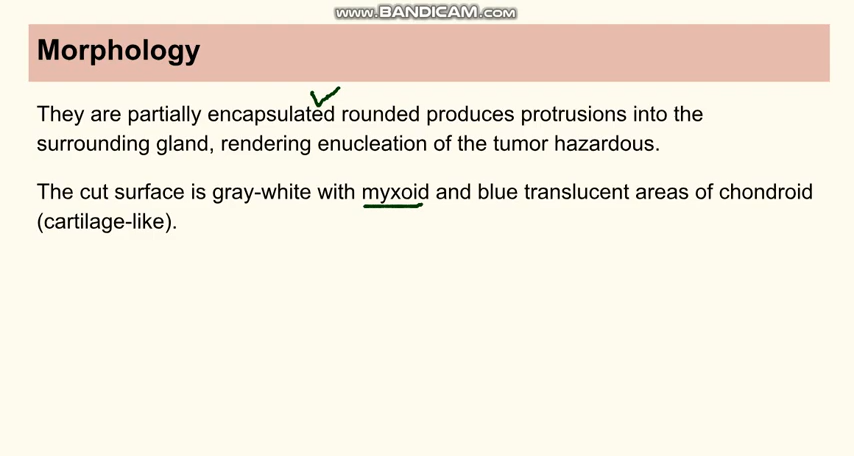 www.BANDICAM.com
Morphology
They are partially encapsulated rounded produces protrusions into the
surrounding gland, rendering enucleation of the tumor hazardous.
The cut surface is gray-white with myxoid and blue translucent areas of chondroid
(cartilage-like).